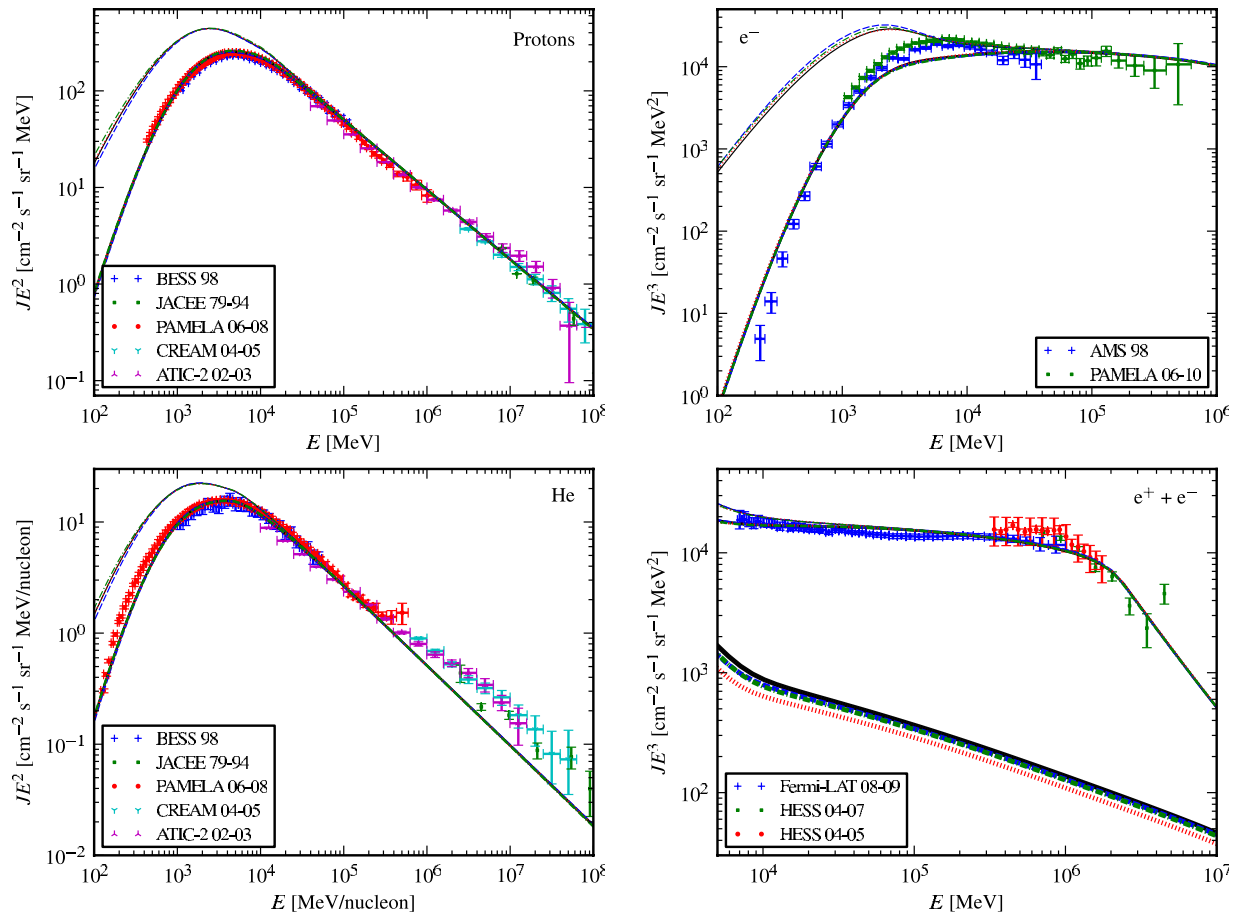 Protons
JE² [cm⁻² s⁻¹ sr⁻¹ MeV]
10²
10¹
10⁰
10⁻¹
BESS 98
JACEE 79-94
PAMELA 06-08
CREAM 04-05
ATIC-2 02-03
10² 10³ 10⁴ 10⁵ 10⁶ 10⁷ 10⁸
E [MeV]
e⁻
JE³ [cm⁻² s⁻¹ sr⁻¹ MeV²]
10⁴
10³
10²
10¹
10⁰
AMS 98
PAMELA 06-10
10² 10³ 10⁴ 10⁵ 10⁶
E [MeV]
He
JE² [cm⁻² s⁻¹ sr⁻¹ MeV/nucleon]
10¹
10⁰
10⁻¹
10⁻²
BESS 98
JACEE 79-94
PAMELA 06-08
CREAM 04-05
ATIC-2 02-03
10² 10³ 10⁴ 10⁵ 10⁶ 10⁷ 10⁸
E [MeV/nucleon]
e⁺ + e⁻
JE³ [cm⁻² s⁻¹ sr⁻¹ MeV²]
10⁴
10³
10²
Fermi-LAT 08-09
HESS 04-07
HESS 04-05
10⁴ 10⁵ 10⁶ 10⁷
E [MeV]